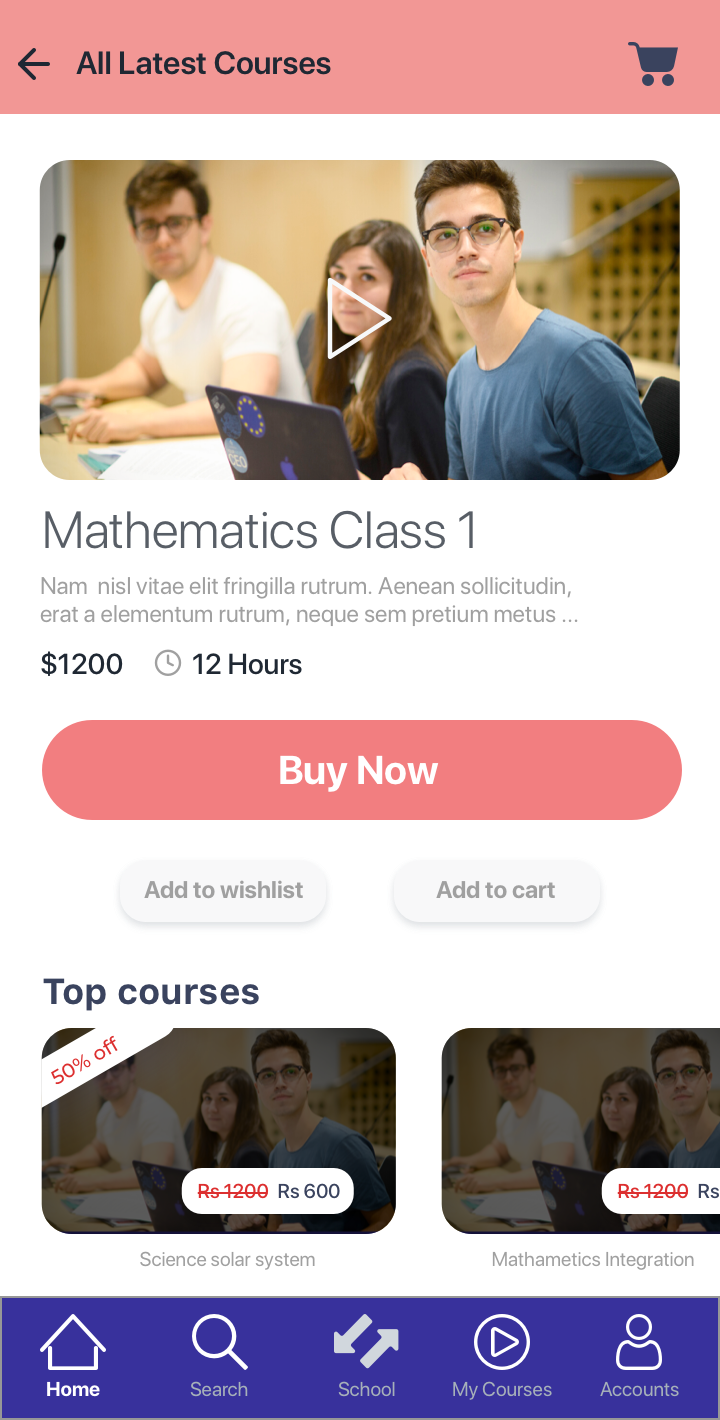 All Latest Courses
Mathematics Class 1
Nam nisl vitae elit fringilla rutrum. Aenean sollicitudin,
erat a elementum rutrum, neque sem pretium metus ...
$1200 12 Hours
Buy Now
Add to wishlist Add to cart
Top courses
50% off
Rs 1200 Rs 600 Rs 1200 Rs
Science solar system Mathametics Integration
Home Search School My Courses Accounts